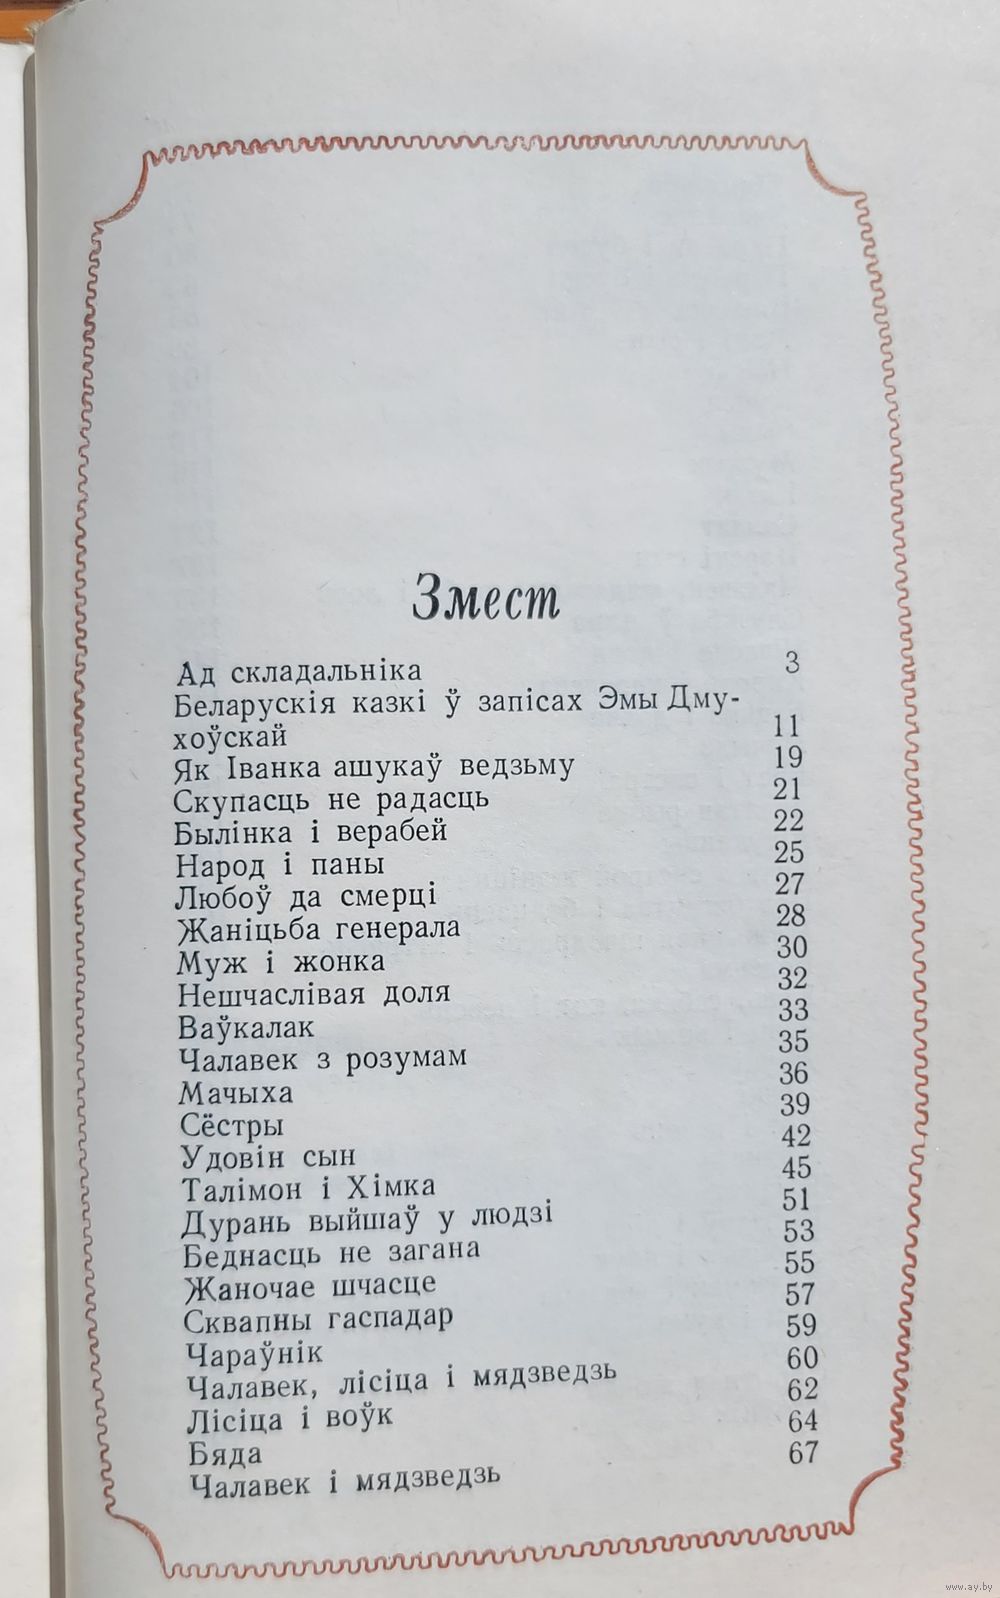 Змест
Ад складальніка 3
Беларускія казкі ў запісах Эмы Дму-
хоўскай 11
Як Іванка ашукаў ведзьму 19
Скупасць не радасць 21
Былінка і верабей 22
Народ і паны 25
Любоў да смерці 27
Жаніцьба генерала 28
Муж і жонка 30
Нешчаслівая доля 32
Ваўкалак 33
Чалавек з розумам 35
Мачыха 36
Сёстры 39
Удовін сын 42
Талімон і Хімка 45
Дурань выйшаў у людзі 51
Беднасць не загана 53
Жаночае шчасце 55
Сквапны гаспадар 57
Чараўнік 59
Чалавек, лісіца і мядзведзь 60
Лісіца і воўк 62
Бяда 64
Чалавек і мядзведзь 67
www.ay.by